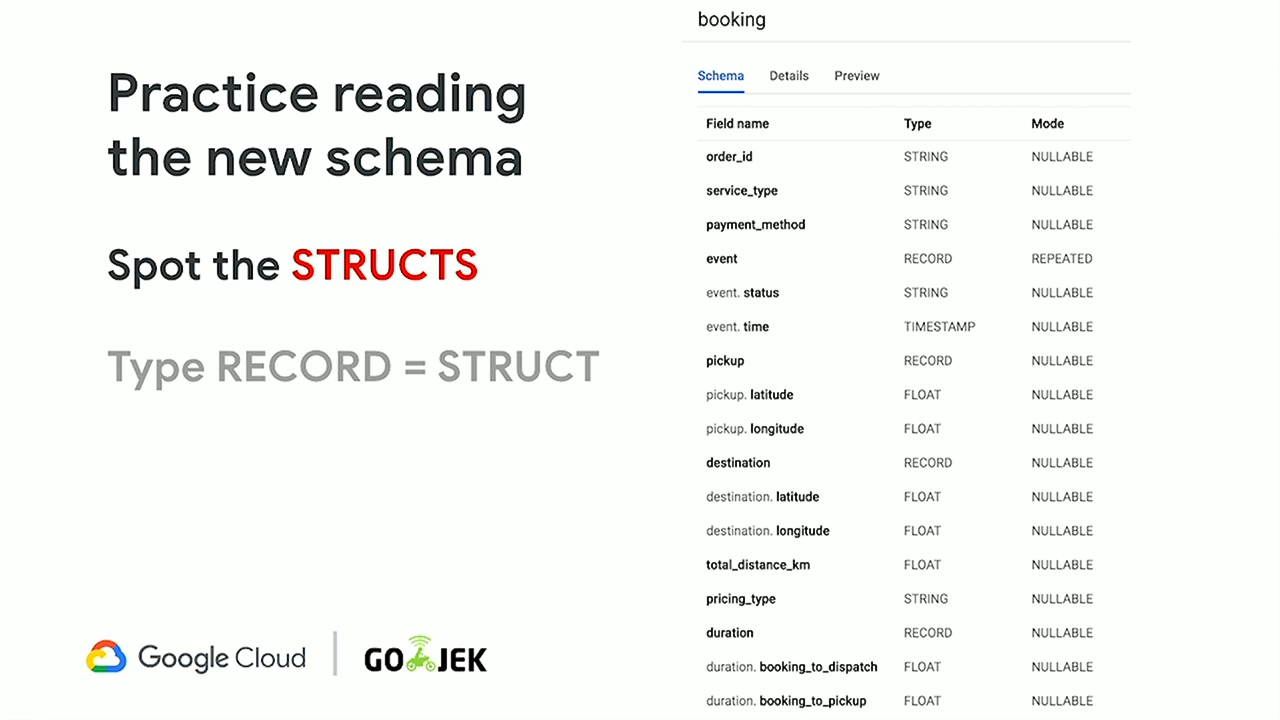 Practice reading
the new schema
Spot the STRUCTS
Type RECORD = STRUCT
Google Cloud
GO JEK
booking
Schema Details Preview
Field name Type Mode
order_id STRING NULLABLE
service_type STRING NULLABLE
payment_method STRING NULLABLE
event RECORD REPEATED
event. status STRING NULLABLE
event. time TIMESTAMP NULLABLE
pickup RECORD NULLABLE
pickup. latitude FLOAT NULLABLE
pickup. longitude FLOAT NULLABLE
destination RECORD NULLABLE
destination. latitude FLOAT NULLABLE
destination. longitude FLOAT NULLABLE
total_distance_km FLOAT NULLABLE
pricing_type STRING NULLABLE
duration RECORD NULLABLE
duration. booking_to_dispatch FLOAT NULLABLE
duration. booking_to_pickup FLOAT NULLABLE